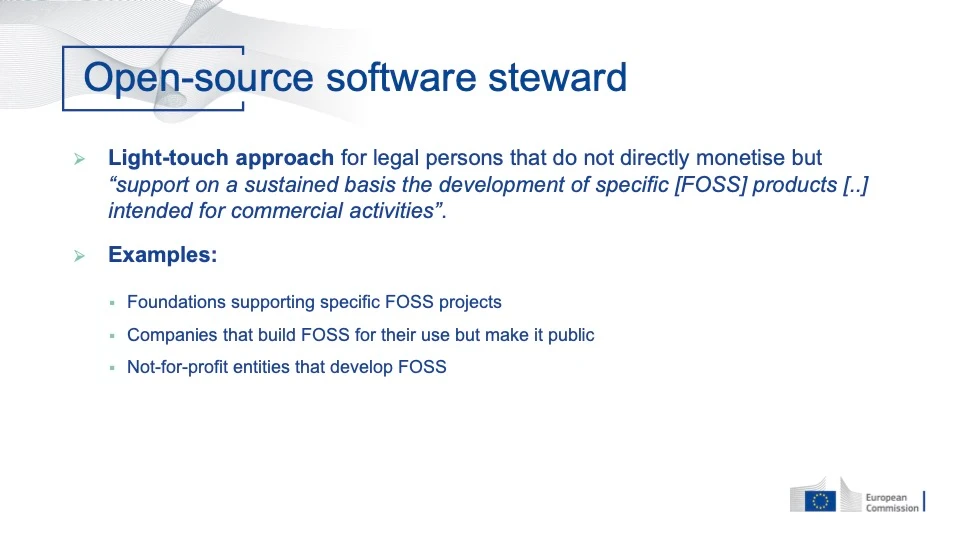 Open-source software steward
Light-touch approach for legal persons that do not directly monetise but
“support on a sustained basis the development of specific [FOSS] products [..]
intended for commercial activities”.
Examples:
Foundations supporting specific FOSS projects
Companies that build FOSS for their use but make it public
Not-for-profit entities that develop FOSS
European
Commission